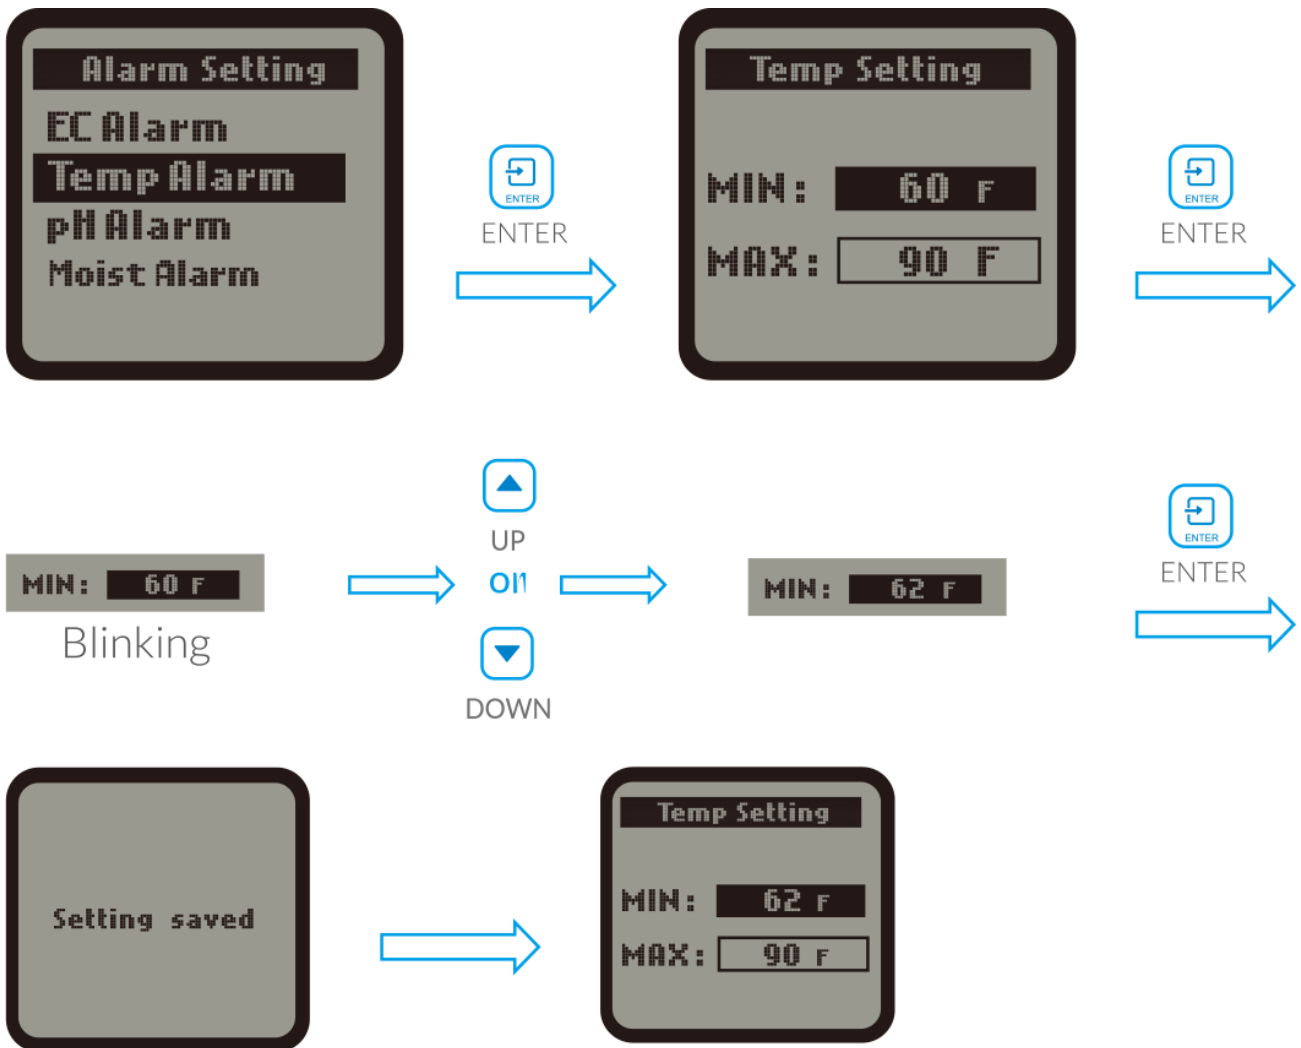 Alarm Setting
EC Alarm
Temp Alarm
pH Alarm
Moist Alarm
ENTER
ENTER
Temp Setting
MIN: 60 F
MAX: 90 F
ENTER
ENTER
MIN: 60 F
Blinking
UP
or
DOWN
MIN: 62 F
ENTER
ENTER
Setting saved
Temp Setting
MIN: 62 F
MAX: 90 F